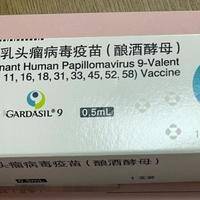 乳头瘤病毒疫苗（酿酒酵母）
nant Human Papillomavirus 9-Valent
11, 16, 18, 31, 33, 45, 52, 58) Vaccine
GARDASIL 9
0.5mL
头瘤病毒疫苗（酿酒酵母）